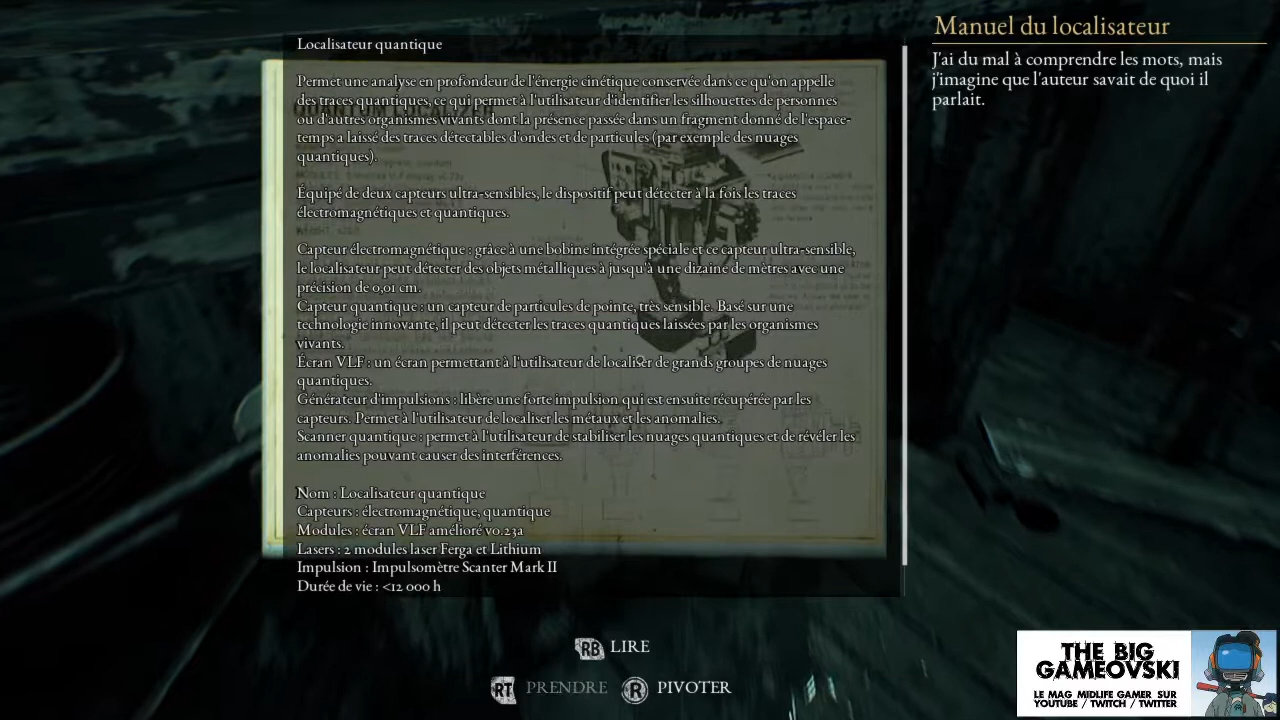 Localisateur quantique
Permet une analyse en profondeur de l'énergie cinétique conservée dans ce qu'on appelle
des traces quantiques, ce qui permet à l'utilisateur d'identifier les silhouettes de personnes
ou d'autres organismes vivants dont la présence passée dans un fragment donné de l'espace-
temps a laissé des traces détectables d'ondes et de particules (par exemple des nuages
quantiques).
Équipé de deux capteurs ultra-sensibles, le dispositif peut détecter à la fois les traces
électromagnétiques et quantiques.
Capteur électromagnétique : grâce à une bobine intégrée spéciale et ce capteur ultra-sensible,
le localisateur peut détecter des objets métalliques à jusqu'à une dizaine de mètres avec une
précision de 0,01 cm.
Capteur quantique : un capteur de particules de pointe, très sensible. Basé sur une
technologie innovante, il peut détecter les traces quantiques laissées par les organismes
vivants.
Écran VLF : un écran permettant à l'utilisateur de localiser de grands groupes de nuages
quantiques.
Générateur d'impulsions : libère une forte impulsion qui est ensuite récupérée par les
capteurs. Permet à l'utilisateur de localiser les métaux et les anomalies.
Scanner quantique : permet à l'utilisateur de stabiliser les nuages quantiques et de révéler les
anomalies pouvant causer des interférences.
Nom : Localisateur quantique
Capteurs : électromagnétique, quantique
Modules : écran VLF amélioré v0.23a
Lasers : 2 modules laser Ferga et Lithium
Impulsion : Impulsomètre Scanter Mark II
Durée de vie : <12 000 h
Manuel du localisateur
J'ai du mal à comprendre les mots, mais
j'imagine que l'auteur savait de quoi il
parlait.
RB LIRE
RT PRENDRE R PIVOTER
THE BIG
GAMEOVSKI
LE MAG MIDLIFE GAMER SUR
YOUTUBE / TWITCH / TWITTER